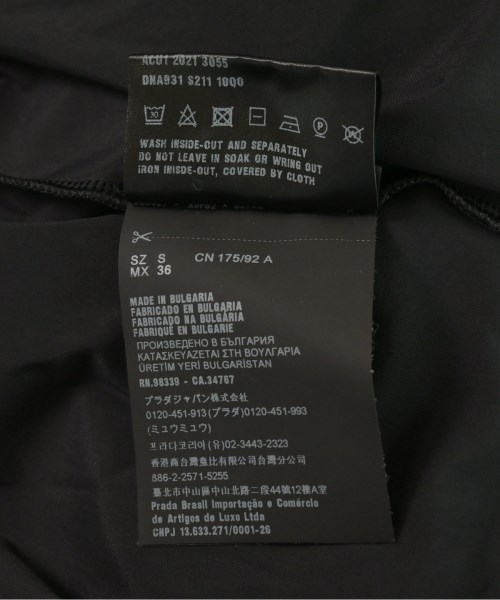 ACUT 2021 3055
DNA931 S211 1000
30
P
W
WASH INSIDE-OUT AND SEPARATELY
DO NOT LEAVE IN SOAK OR WRING OUT
IRON INISDE-OUT, COVERED BY CLOTH
SZ S CN 175/92 A
MX 36
MADE IN BULGARIA
FABRICADO EN BULGARIA
FABRICADO NA BULGÁRIA
FABRIQUÉ EN BULGARIE
ПРОИЗВЕДЕНО В БЪЛГАРИЯ
ΚΑΤΑΣΚΕΥΑΖΕΤΑΙ ΣΤΗ ΒΟΥΛΓΑΡΙΑ
ÜRETİM YERİ BULGARİSTAN
RN.98339 - CA.34767
プラダジャパン株式会社
0120-451-913 (プラダ) 0120-451-993
(ミュウミュウ)
프라다코리아 (유) 02-3443-2323
香港商台灣普比有限公司台灣分公司
886-2-2571-5255
臺北市中山區中山北路二段44號12樓A室
Prada Brasil Importação e Comércio
de Artigos de Luxo Ltda
CNPJ 13.633.271/0001-26